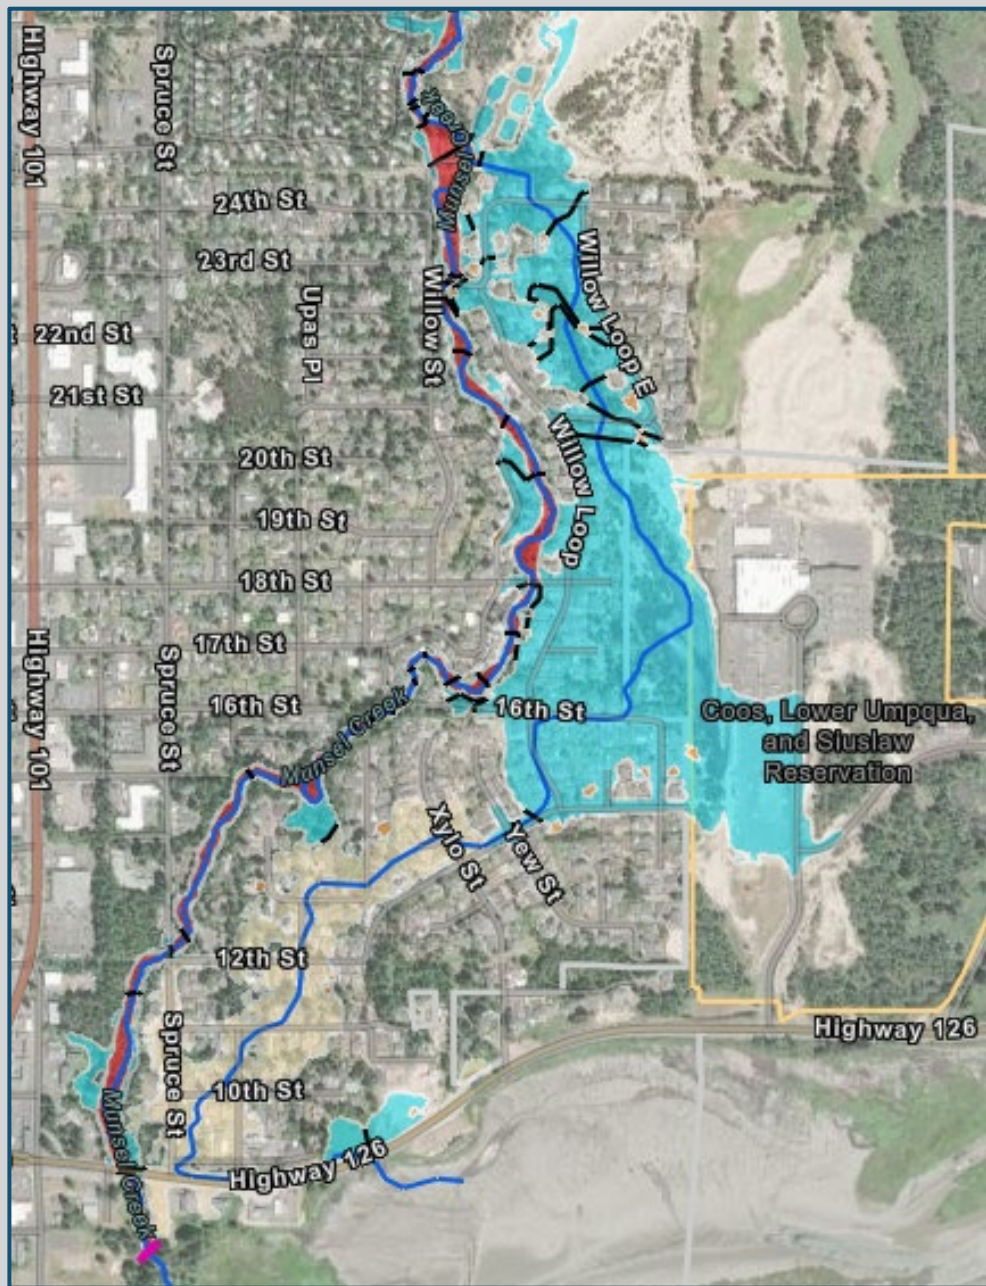 Highway 101
Spruce St
Munsel Creek
24th St
23rd St
Willow St
Upas Pl
Willow Loop E
22nd St
21st St
Willow Loop
20th St
19th St
18th St
17th St
Highway 101
Spruce St
16th St
16th St
Munsel Creek
Coos, Lower Umpqua,
and Siuslaw
Reservation
Xylo St
Yew St
12th St
Spruce St
Highway 126
10th St
Munsel Creek
Highway 126